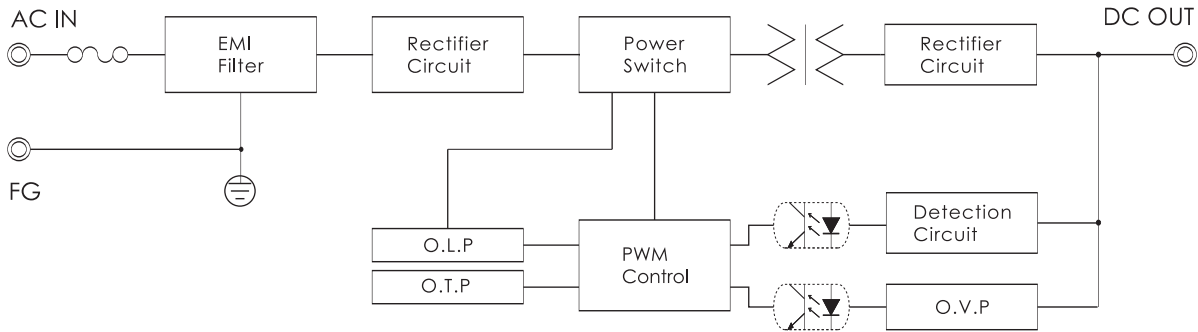 AC IN
EMI
Filter
Rectifier
Circuit
Power
Switch
Rectifier
Circuit
DC OUT
FG
O.L.P
O.T.P
PWM
Control
Detection
Circuit
O.V.P